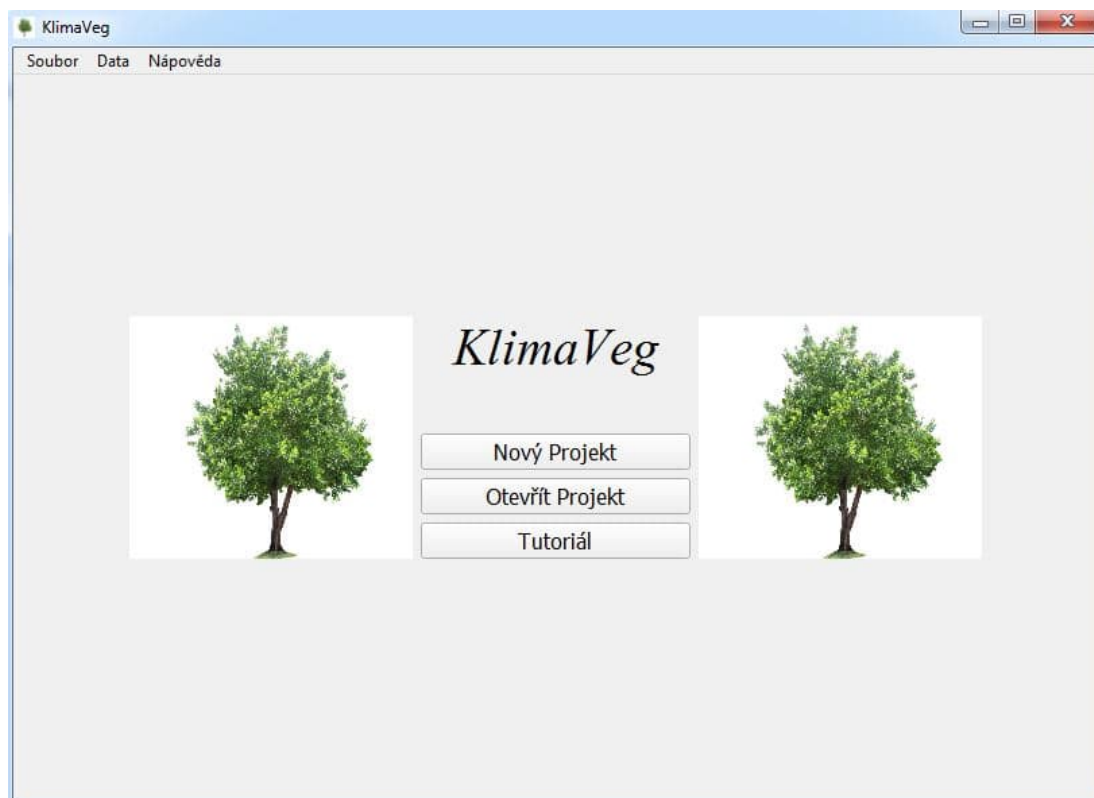 KlimaVeg
Soubor Data Nápověda
KlimaVeg
Nový Projekt
Otevřít Projekt
Tutoriál